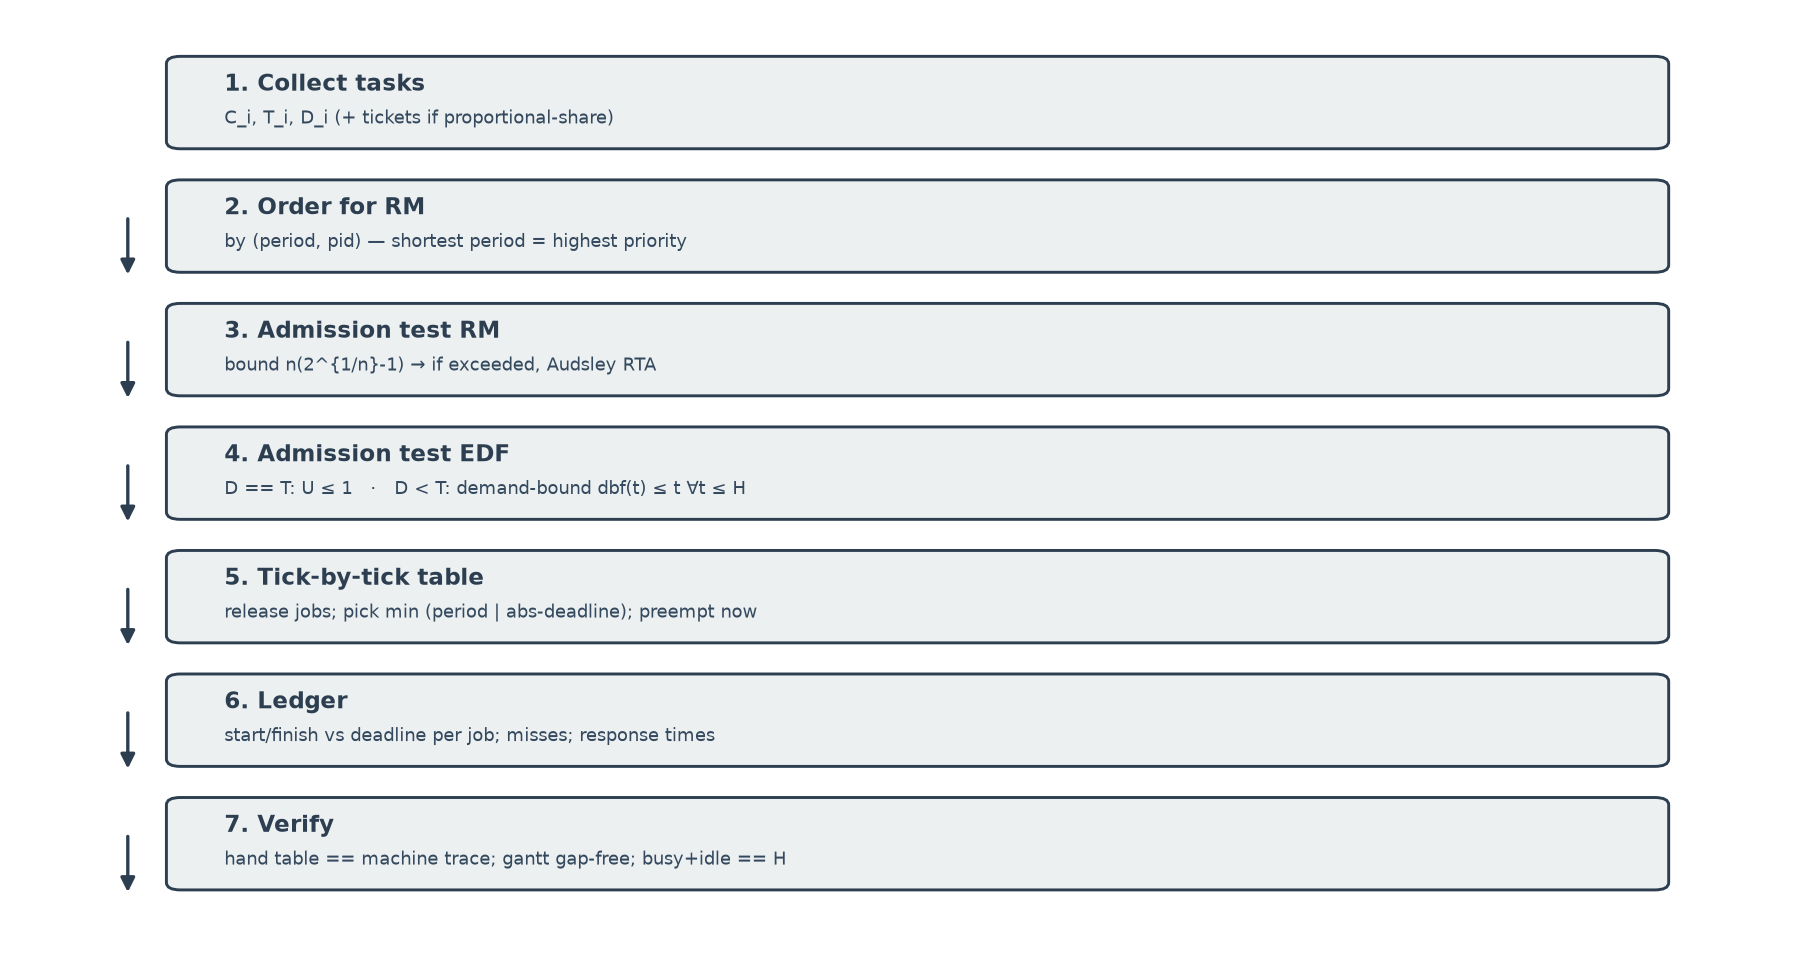 1. Collect tasks
C_i, T_i, D_i (+ tickets if proportional-share)
2. Order for RM
by (period, pid) — shortest period = highest priority
3. Admission test RM
bound n(2^{1/n}-1) → if exceeded, Audsley RTA
4. Admission test EDF
D == T: U ≤ 1 · D < T: demand-bound dbf(t) ≤ t ∀t ≤ H
5. Tick-by-tick table
release jobs; pick min (period | abs-deadline); preempt now
6. Ledger
start/finish vs deadline per job; misses; response times
7. Verify
hand table == machine trace; gantt gap-free; busy+idle == H